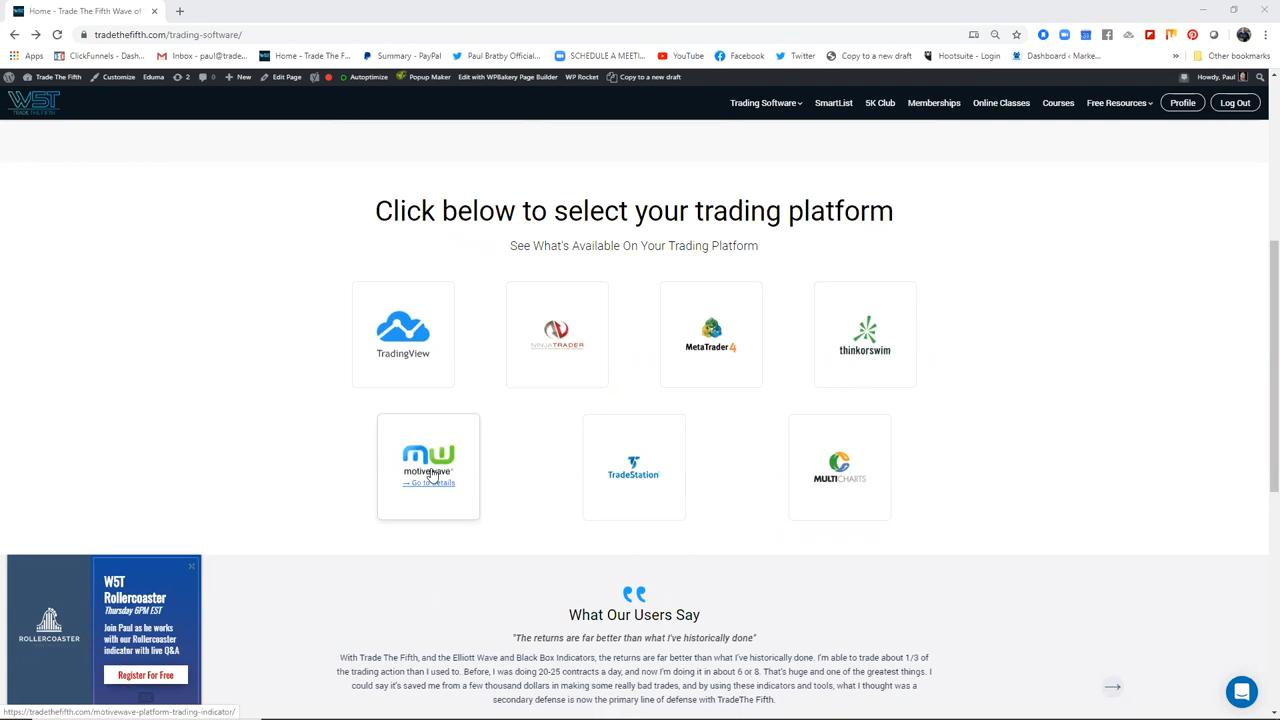 Home - Trade The Fifth Wave of
tradethefifth.com/trading-software/
Apps
ClickFunnels - Dash...
Inbox - paul@trade...
Home - Trade The F...
Summary - PayPal
Paul Bratby Official...
SCHEDULE A MEETI...
YouTube
Facebook
Twitter
Copy to a new draft
Hootsuite - Login
Dashboard ‹ Marke...
»
Other bookmarks
Trade The Fifth
Customize
Eduma
2
0
New
Edit Page
Autoptimize
Popup Maker
Edit with WPBakery Page Builder
WP Rocket
Copy to a new draft
Howdy, Paul
W5T
TRADE THE FIFTH
Trading Software
SmartList
5K Club
Memberships
Online Classes
Courses
Free Resources
Profile
Log Out
Click below to select your trading platform
See What's Available On Your Trading Platform
TradingView
NINJATRADER
MetaTrader 4
thinkorswim
mw
motivewave®
→ Go to details
TradeStation
MULTICHARTS
W5T
Rollercoaster
Thursday 6PM EST
Join Paul as he works
with our Rollercoaster
indicator with live Q&A
Register For Free
ROLLERCOASTER
What Our Users Say
"The returns are far better than what I've historically done"
With Trade The Fifth, and the Elliott Wave and Black Box Indicators, the returns are far better than what I've historically done. I'm able to trade about 1/3 of
the trading action than I used to. Before, I was doing 20-25 contracts a day, and now I'm doing it in about 6 or 8. That's huge and one of the greatest things. I
could say it's saved me from a few thousand dollars in making some really bad trades, and by using these indicators and tools, what I thought was a
secondary defense is now the primary line of defense with TradeThe Fifth.
https://tradethefifth.com/motivewave-platform-trading-indicator/